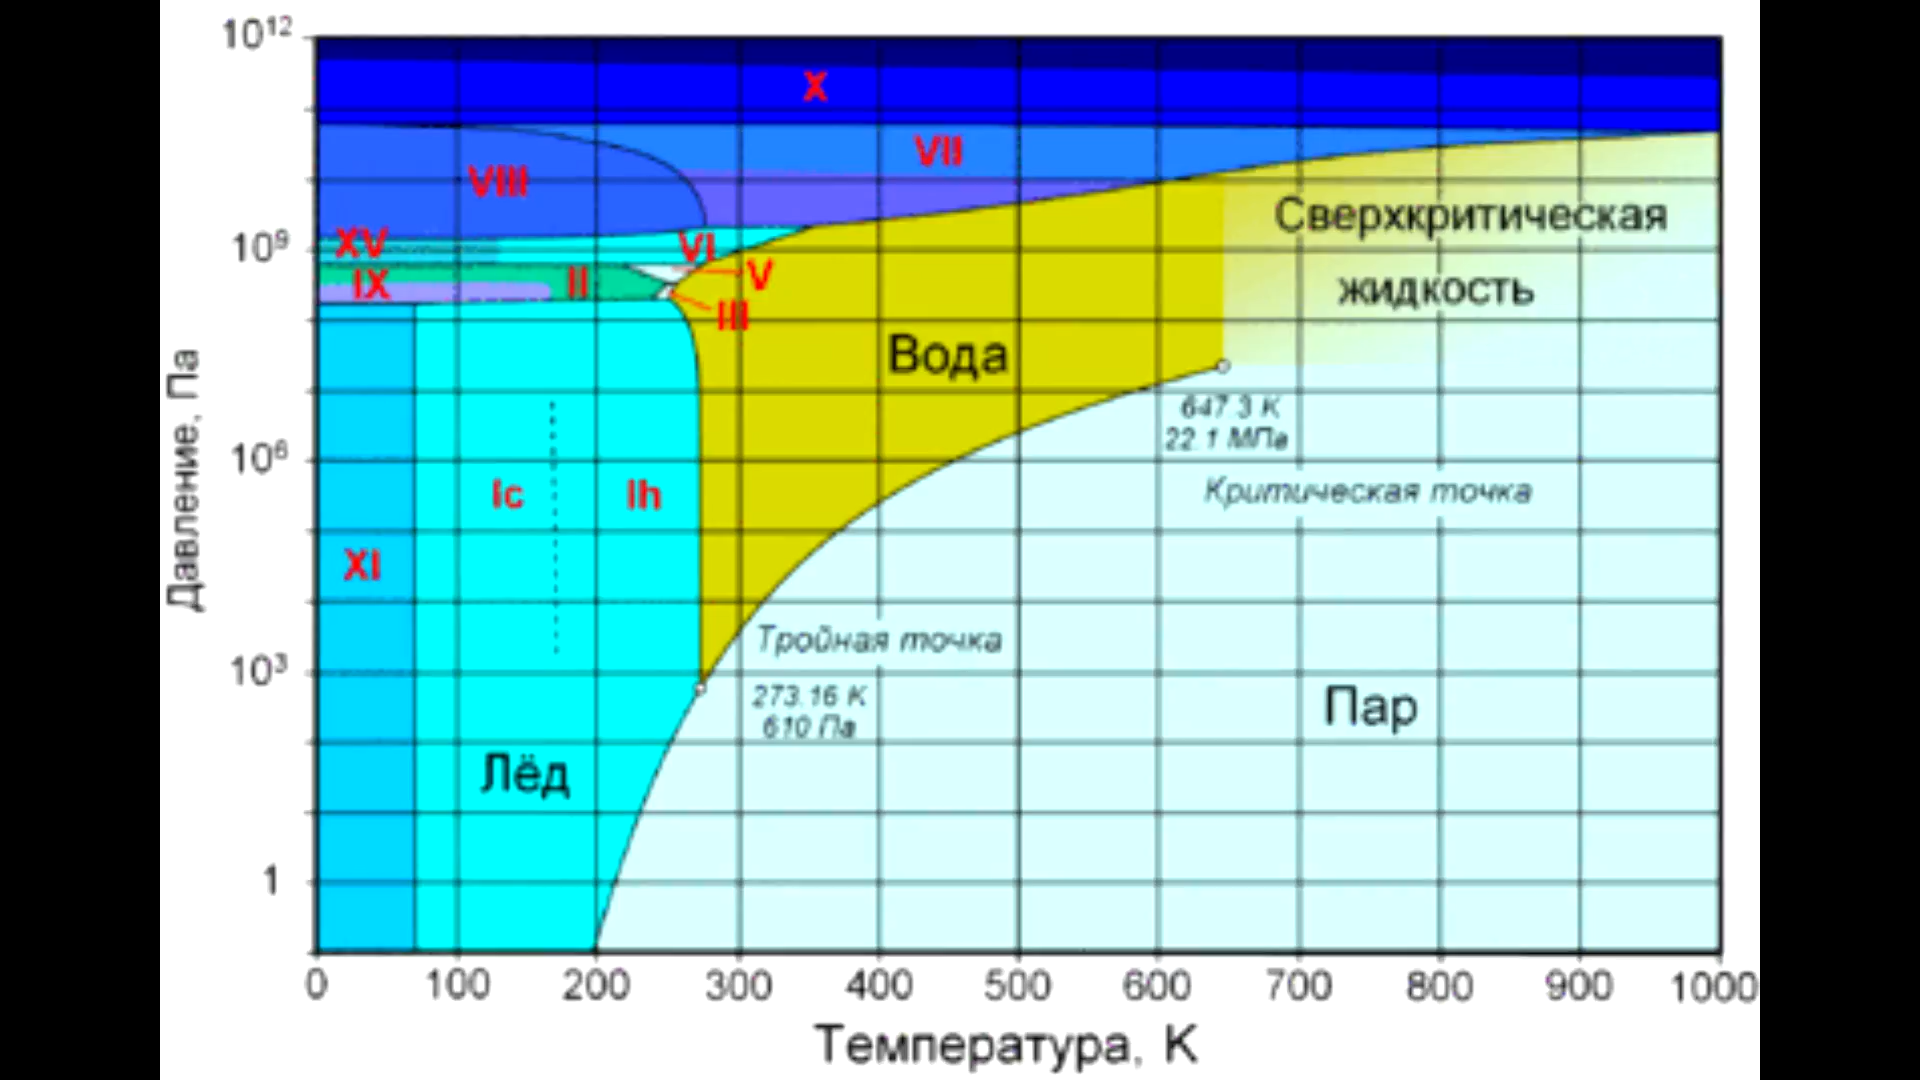 10¹²
X
VII
VIII
Сверхкритическая
XV
VI
10⁹
IX
II
V
жидкость
III
Вода
Давление, Па
647.3 К
22.1 МПа
10⁶
Ic
Ih
Критическая точка
XI
Тройная точка
10³
273.16 К
610 Па
Пар
Лёд
1
0 100 200 300 400 500 600 700 800 900 1000
Температура, К